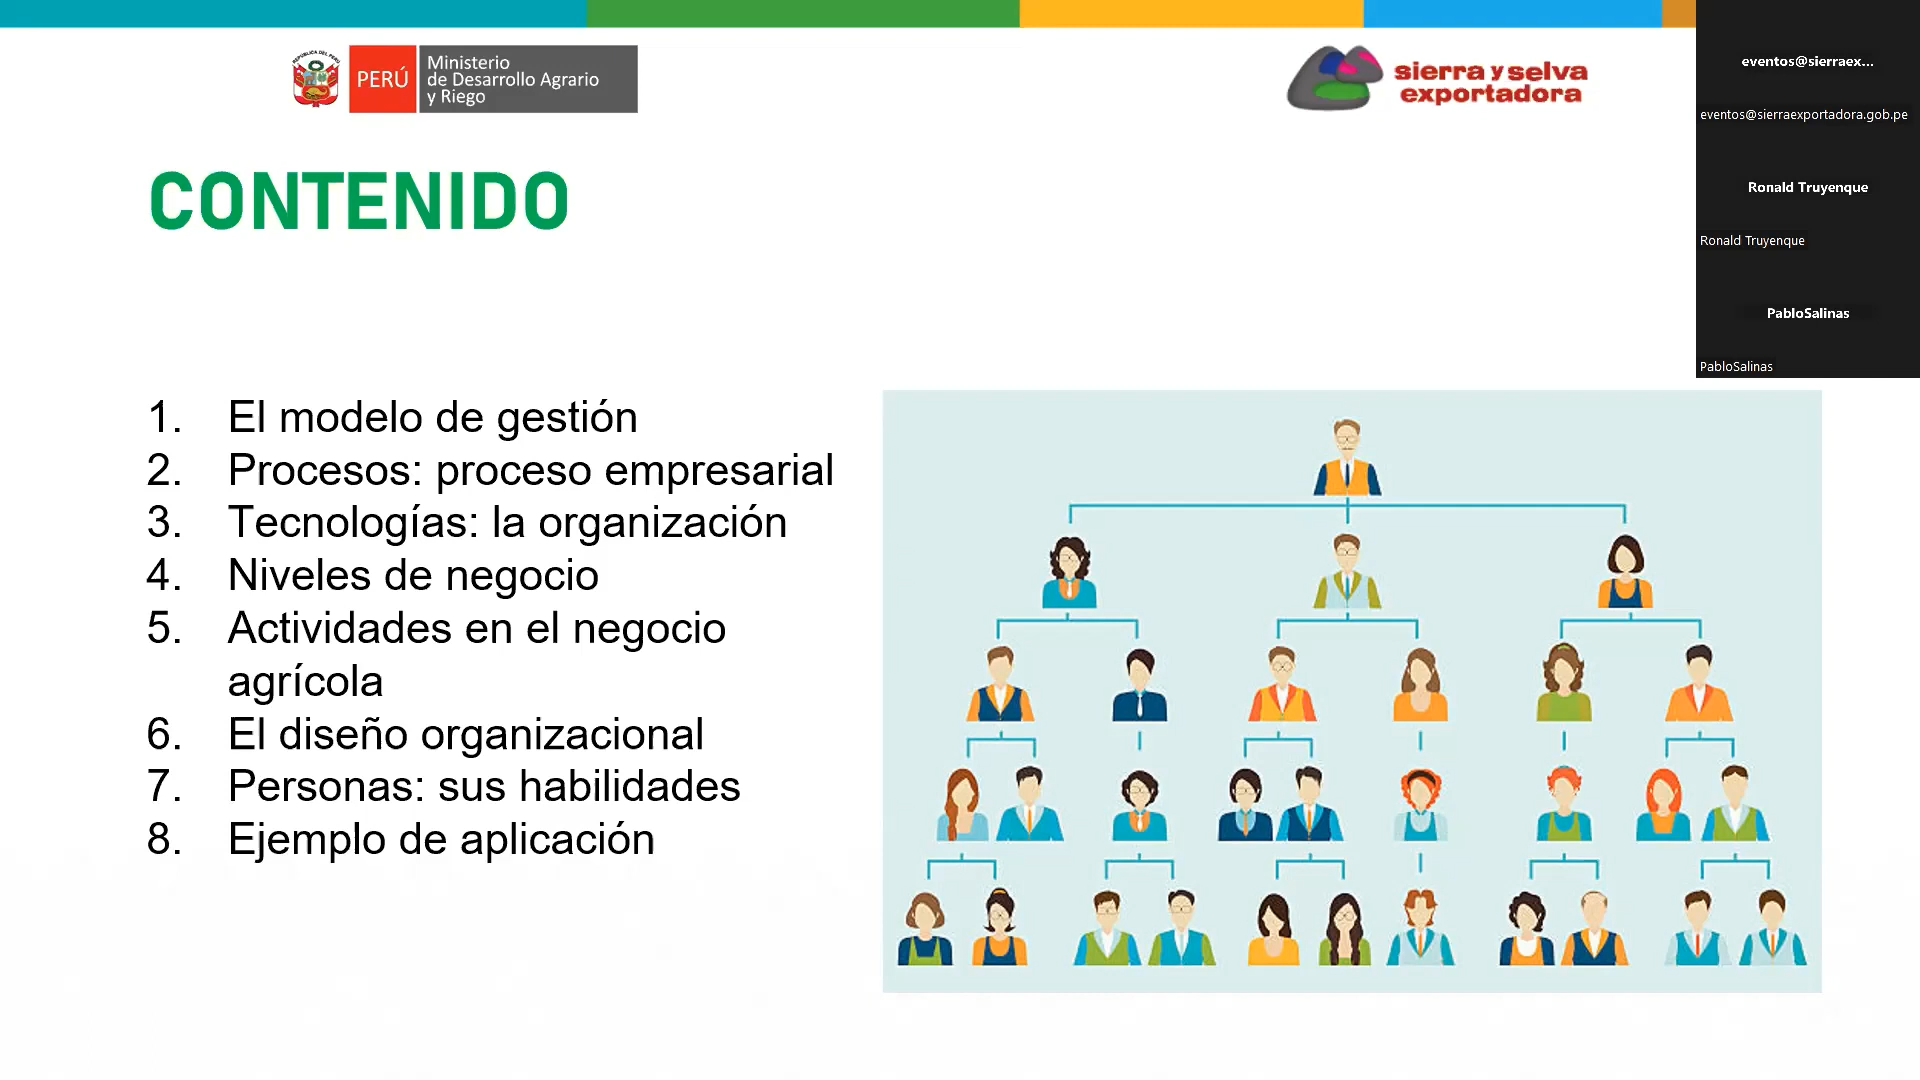 REPUBLICA DEL PERU
PERÚ
Ministerio
de Desarrollo Agrario
y Riego
sierra y selva
exportadora
eventos@sierraex...
eventos@sierraexportadora.gob.pe
Ronald Truyenque
Ronald Truyenque
PabloSalinas
PabloSalinas
CONTENIDO
1. El modelo de gestión
2. Procesos: proceso empresarial
3. Tecnologías: la organización
4. Niveles de negocio
5. Actividades en el negocio
agrícola
6. El diseño organizacional
7. Personas: sus habilidades
8. Ejemplo de aplicación